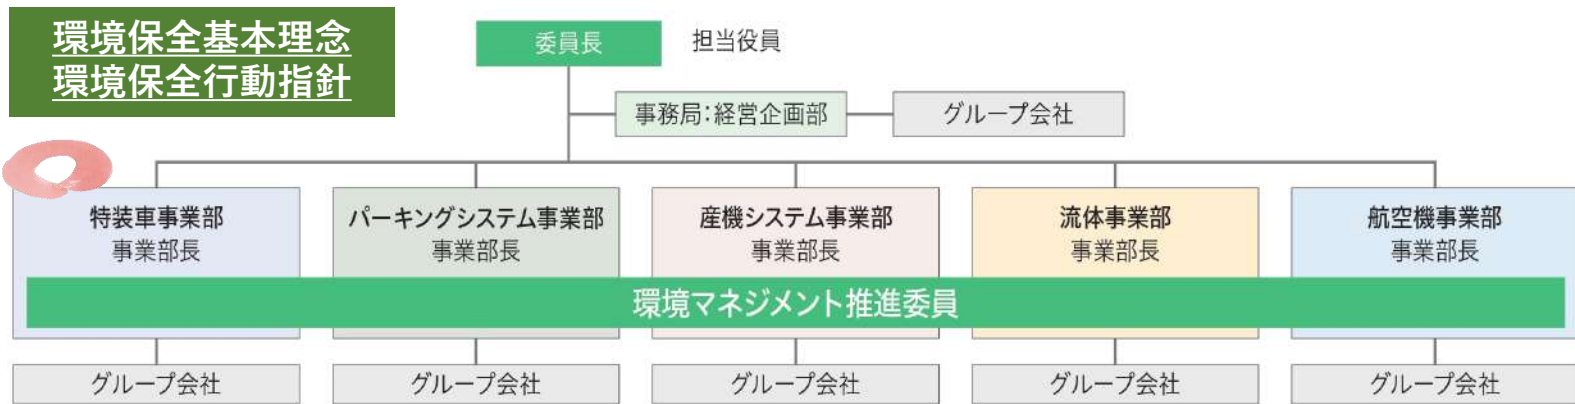 環境保全基本理念
環境保全行動指針
委員長
担当役員
事務局：経営企画部
グループ会社
特装車事業部
事業部長
パーキングシステム事業部
事業部長
産機システム事業部
事業部長
流体事業部
事業部長
航空機事業部
事業部長
環境マネジメント推進委員
グループ会社
グループ会社
グループ会社
グループ会社
グループ会社